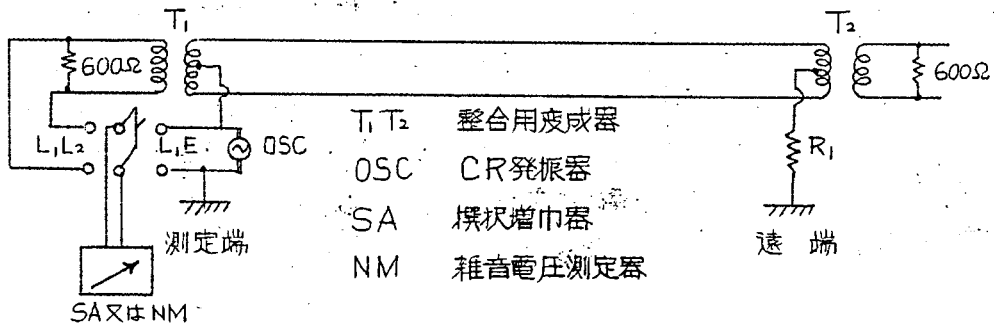 T₁
T₂
600Ω
600Ω
L₁L₂
L₁E
OSC
R₁
T₁ T₂ 整合用変成器
OSC CR発振器
SA 撰択増巾器
NM 雑音電圧測定器
測定端
遠端
SA又はNM